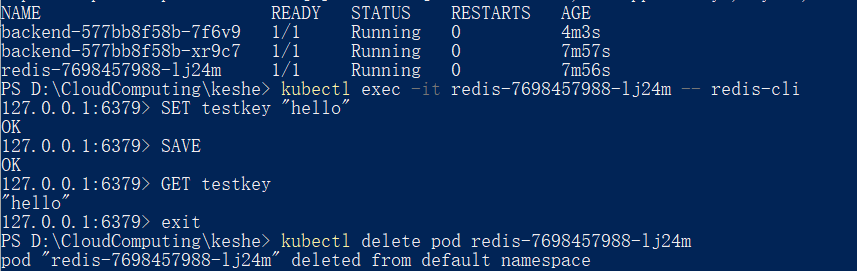 NAME READY STATUS RESTARTS AGE
backend-577bb8f58b-7f6v9 1/1 Running 0 4m3s
backend-577bb8f58b-xr9c7 1/1 Running 0 7m57s
redis-7698457988-lj24m 1/1 Running 0 7m56s
PS D:\CloudComputing\keshe> kubectl exec -it redis-7698457988-lj24m -- redis-cli
127.0.0.1:6379> SET testkey "hello"
OK
127.0.0.1:6379> SAVE
OK
127.0.0.1:6379> GET testkey
"hello"
127.0.0.1:6379> exit
PS D:\CloudComputing\keshe> kubectl delete pod redis-7698457988-lj24m
pod "redis-7698457988-lj24m" deleted from default namespace